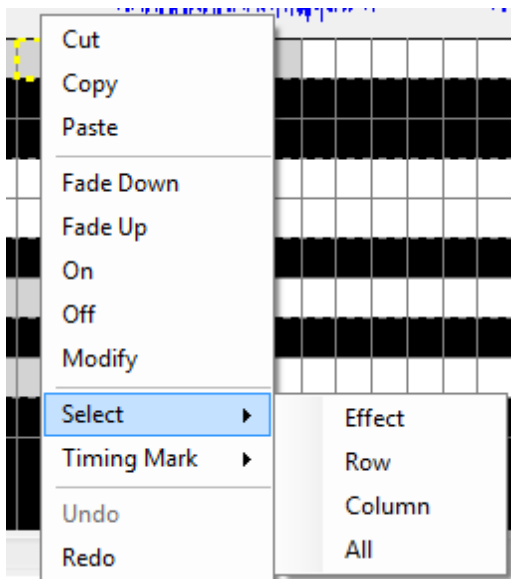 Cut
Copy
Paste
Fade Down
Fade Up
On
Off
Modify
Select
Effect
Timing Mark
Row
Column
Undo
All
Redo